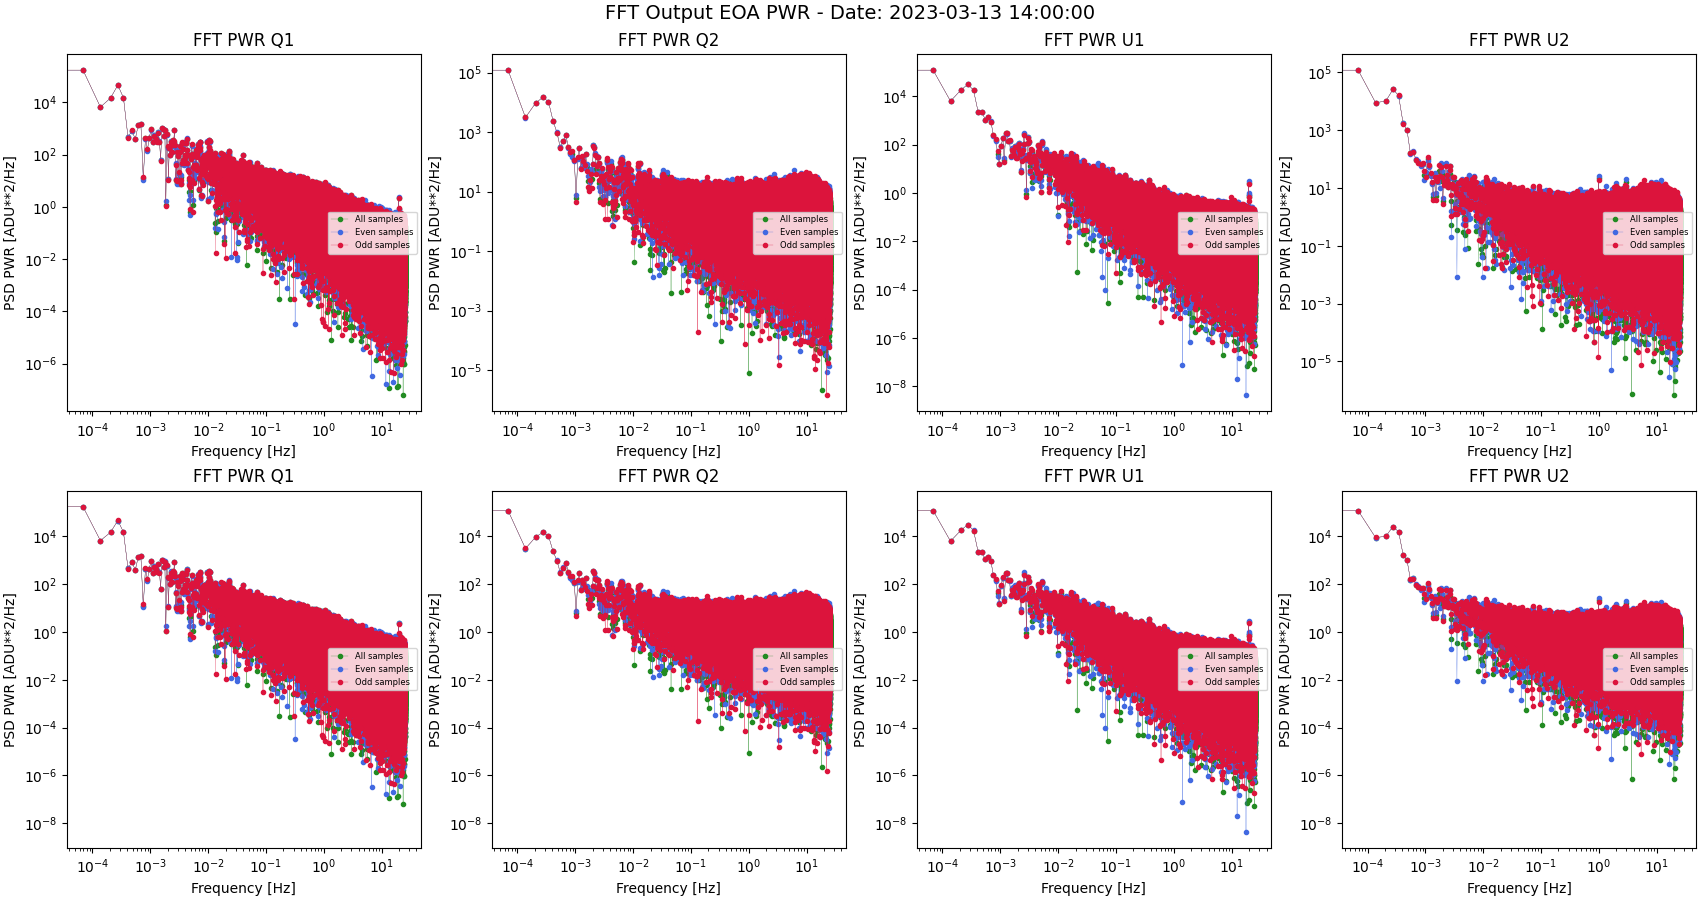 FFT Output EOA PWR - Date: 2023-03-13 14:00:00
FFT PWR Q1
PSD PWR [ADU**2/Hz]
10^4
10^2
10^0
10^-2
10^-4
10^-6
All samples
Even samples
Odd samples
10^-4 10^-3 10^-2 10^-1 10^0 10^1
Frequency [Hz]
FFT PWR Q2
PSD PWR [ADU**2/Hz]
10^5
10^3
10^1
10^-1
10^-3
10^-5
All samples
Even samples
Odd samples
10^-4 10^-3 10^-2 10^-1 10^0 10^1
Frequency [Hz]
FFT PWR U1
PSD PWR [ADU**2/Hz]
10^4
10^2
10^0
10^-2
10^-4
10^-6
10^-8
All samples
Even samples
Odd samples
10^-4 10^-3 10^-2 10^-1 10^0 10^1
Frequency [Hz]
FFT PWR U2
PSD PWR [ADU**2/Hz]
10^5
10^3
10^1
10^-1
10^-3
10^-5
All samples
Even samples
Odd samples
10^-4 10^-3 10^-2 10^-1 10^0 10^1
Frequency [Hz]
FFT PWR Q1
PSD PWR [ADU**2/Hz]
10^4
10^2
10^0
10^-2
10^-4
10^-6
10^-8
All samples
Even samples
Odd samples
10^-4 10^-3 10^-2 10^-1 10^0 10^1
Frequency [Hz]
FFT PWR Q2
PSD PWR [ADU**2/Hz]
10^4
10^2
10^0
10^-2
10^-4
10^-6
10^-8
All samples
Even samples
Odd samples
10^-4 10^-3 10^-2 10^-1 10^0 10^1
Frequency [Hz]
FFT PWR U1
PSD PWR [ADU**2/Hz]
10^4
10^2
10^0
10^-2
10^-4
10^-6
10^-8
All samples
Even samples
Odd samples
10^-4 10^-3 10^-2 10^-1 10^0 10^1
Frequency [Hz]
FFT PWR U2
PSD PWR [ADU**2/Hz]
10^4
10^2
10^0
10^-2
10^-4
10^-6
10^-8
All samples
Even samples
Odd samples
10^-4 10^-3 10^-2 10^-1 10^0 10^1
Frequency [Hz]